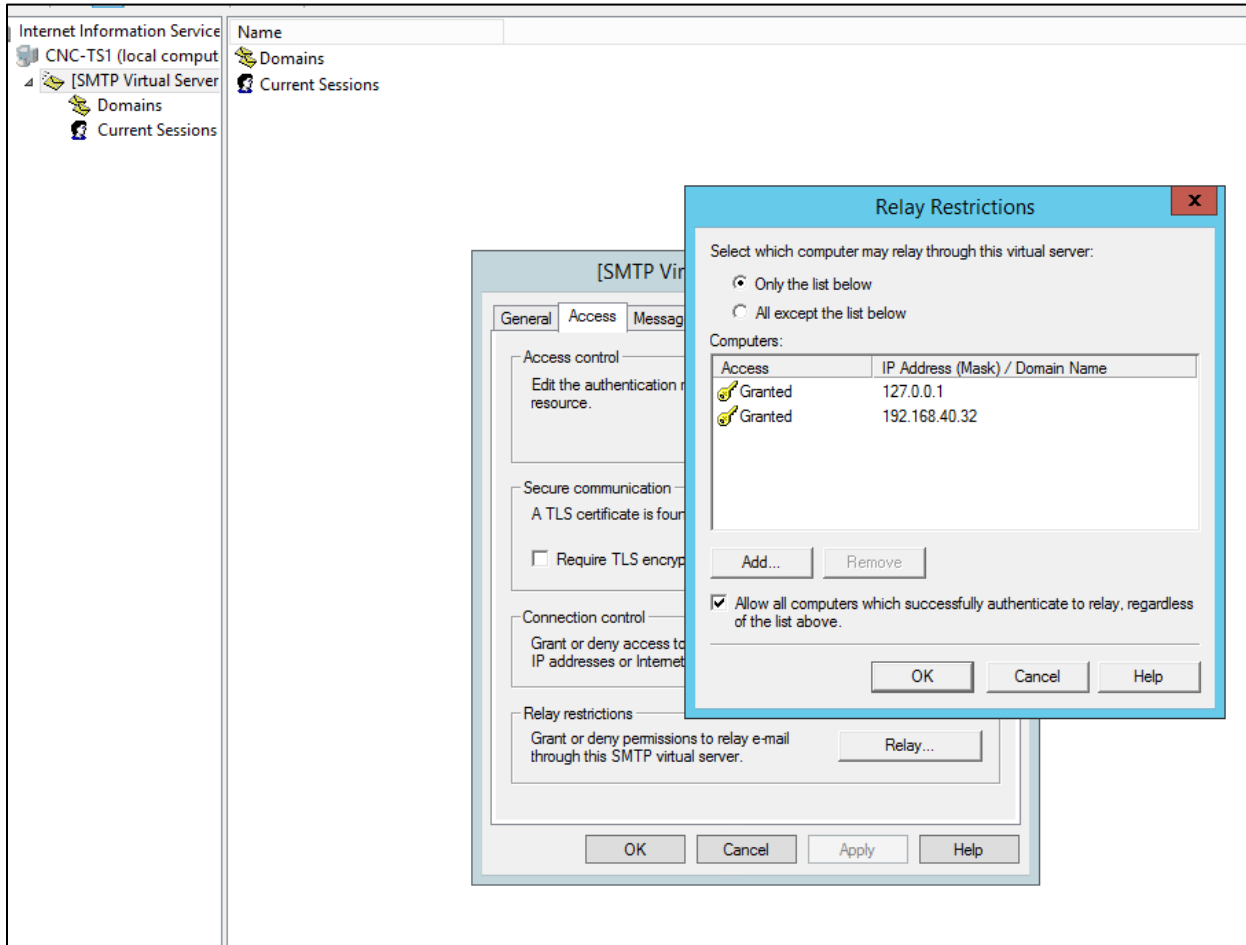 Internet Information Service
CNC-TS1 (local comput
[SMTP Virtual Server
Domains
Current Sessions
Name
Domains
Current Sessions
[SMTP Vir
General Access Messag
Access control
Edit the authentication
resource.
Secure communication
A TLS certificate is four
Require TLS encryp
Connection control
Grant or deny access to
IP addresses or Internet
Relay restrictions
Grant or deny permissions to relay e-mail
through this SMTP virtual server.
Relay...
OK Cancel Apply Help
Relay Restrictions
x
Select which computer may relay through this virtual server:
Only the list below
All except the list below
Computers:
Access IP Address (Mask) / Domain Name
Granted 127.0.0.1
Granted 192.168.40.32
Add... Remove
Allow all computers which successfully authenticate to relay, regardless
of the list above.
OK Cancel Help